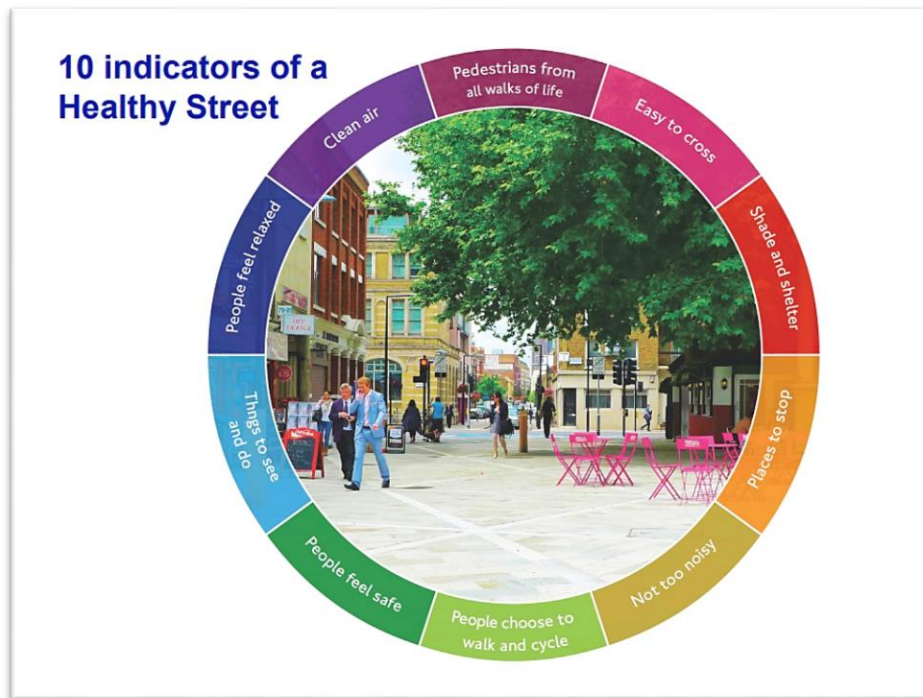 10 indicators of a
Healthy Street
Pedestrians from
all walks of life
Easy to cross
Shade and shelter
Places to stop
Not too noisy
People choose to
walk and cycle
People feel safe
Thngs to see
and do
People feel relaxed
Clean air